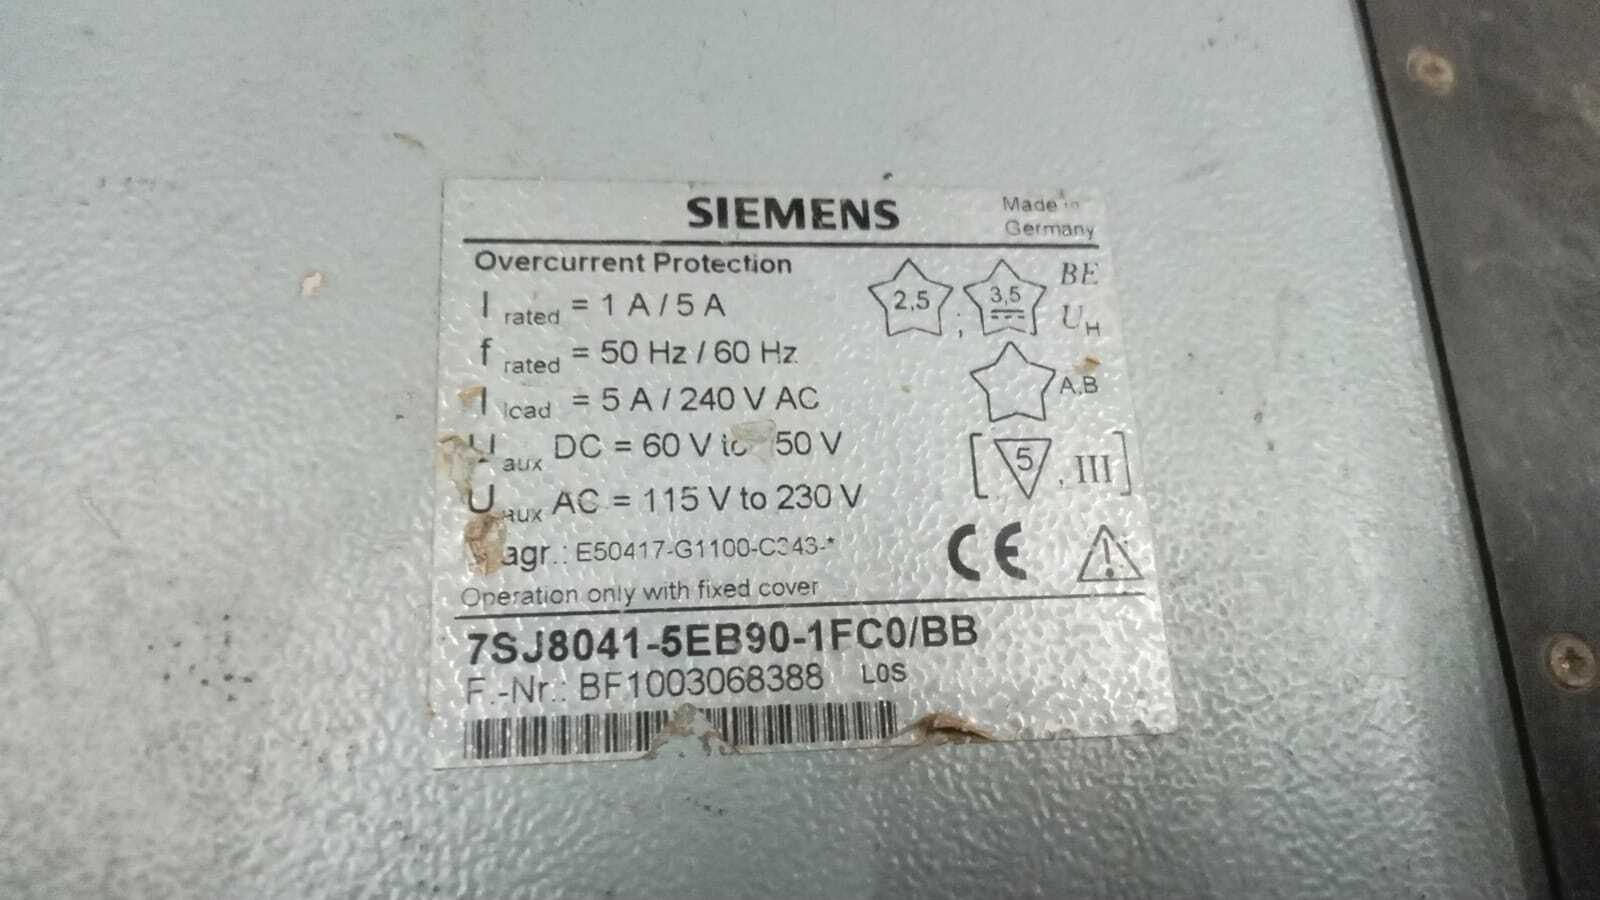 SIEMENS
Made in
Germany
Overcurrent Protection
I rated = 1 A / 5 A
f rated = 50 Hz / 60 Hz
I load = 5 A / 240 V AC
U aux DC = 60 V to 50 V
U aux AC = 115 V to 230 V
agr.: E50417-G1100-C343-*
Operation only with fixed cover
2,5 ; 3,5 BE
U H
A,B
[ 5 , III ]
CE
7SJ8041-5EB90-1FC0/BB
F.-Nr.: BF1003068388 L0S